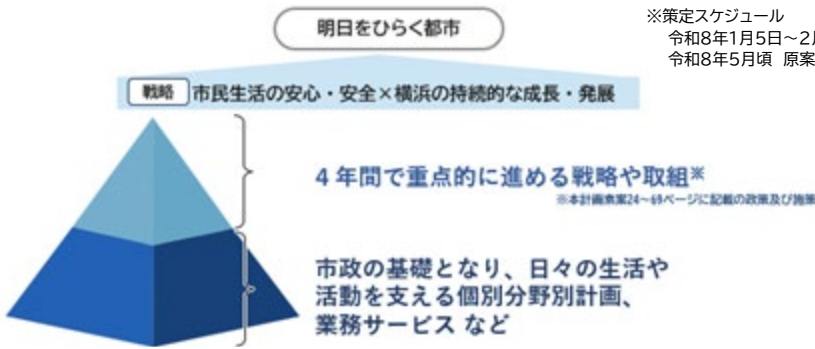 明日をひらく都市
※策定スケジュール
令和8年1月5日～2月
令和8年5月頃 原案
戦略 市民生活の安心・安全×横浜の持続的な成長・発展
4年間で重点的に進める戦略や取組※
※本計画素案24～69ページに記載の政策及び施策
市政の基礎となり、日々の生活や
活動を支える個別分野別計画、
業務サービス など